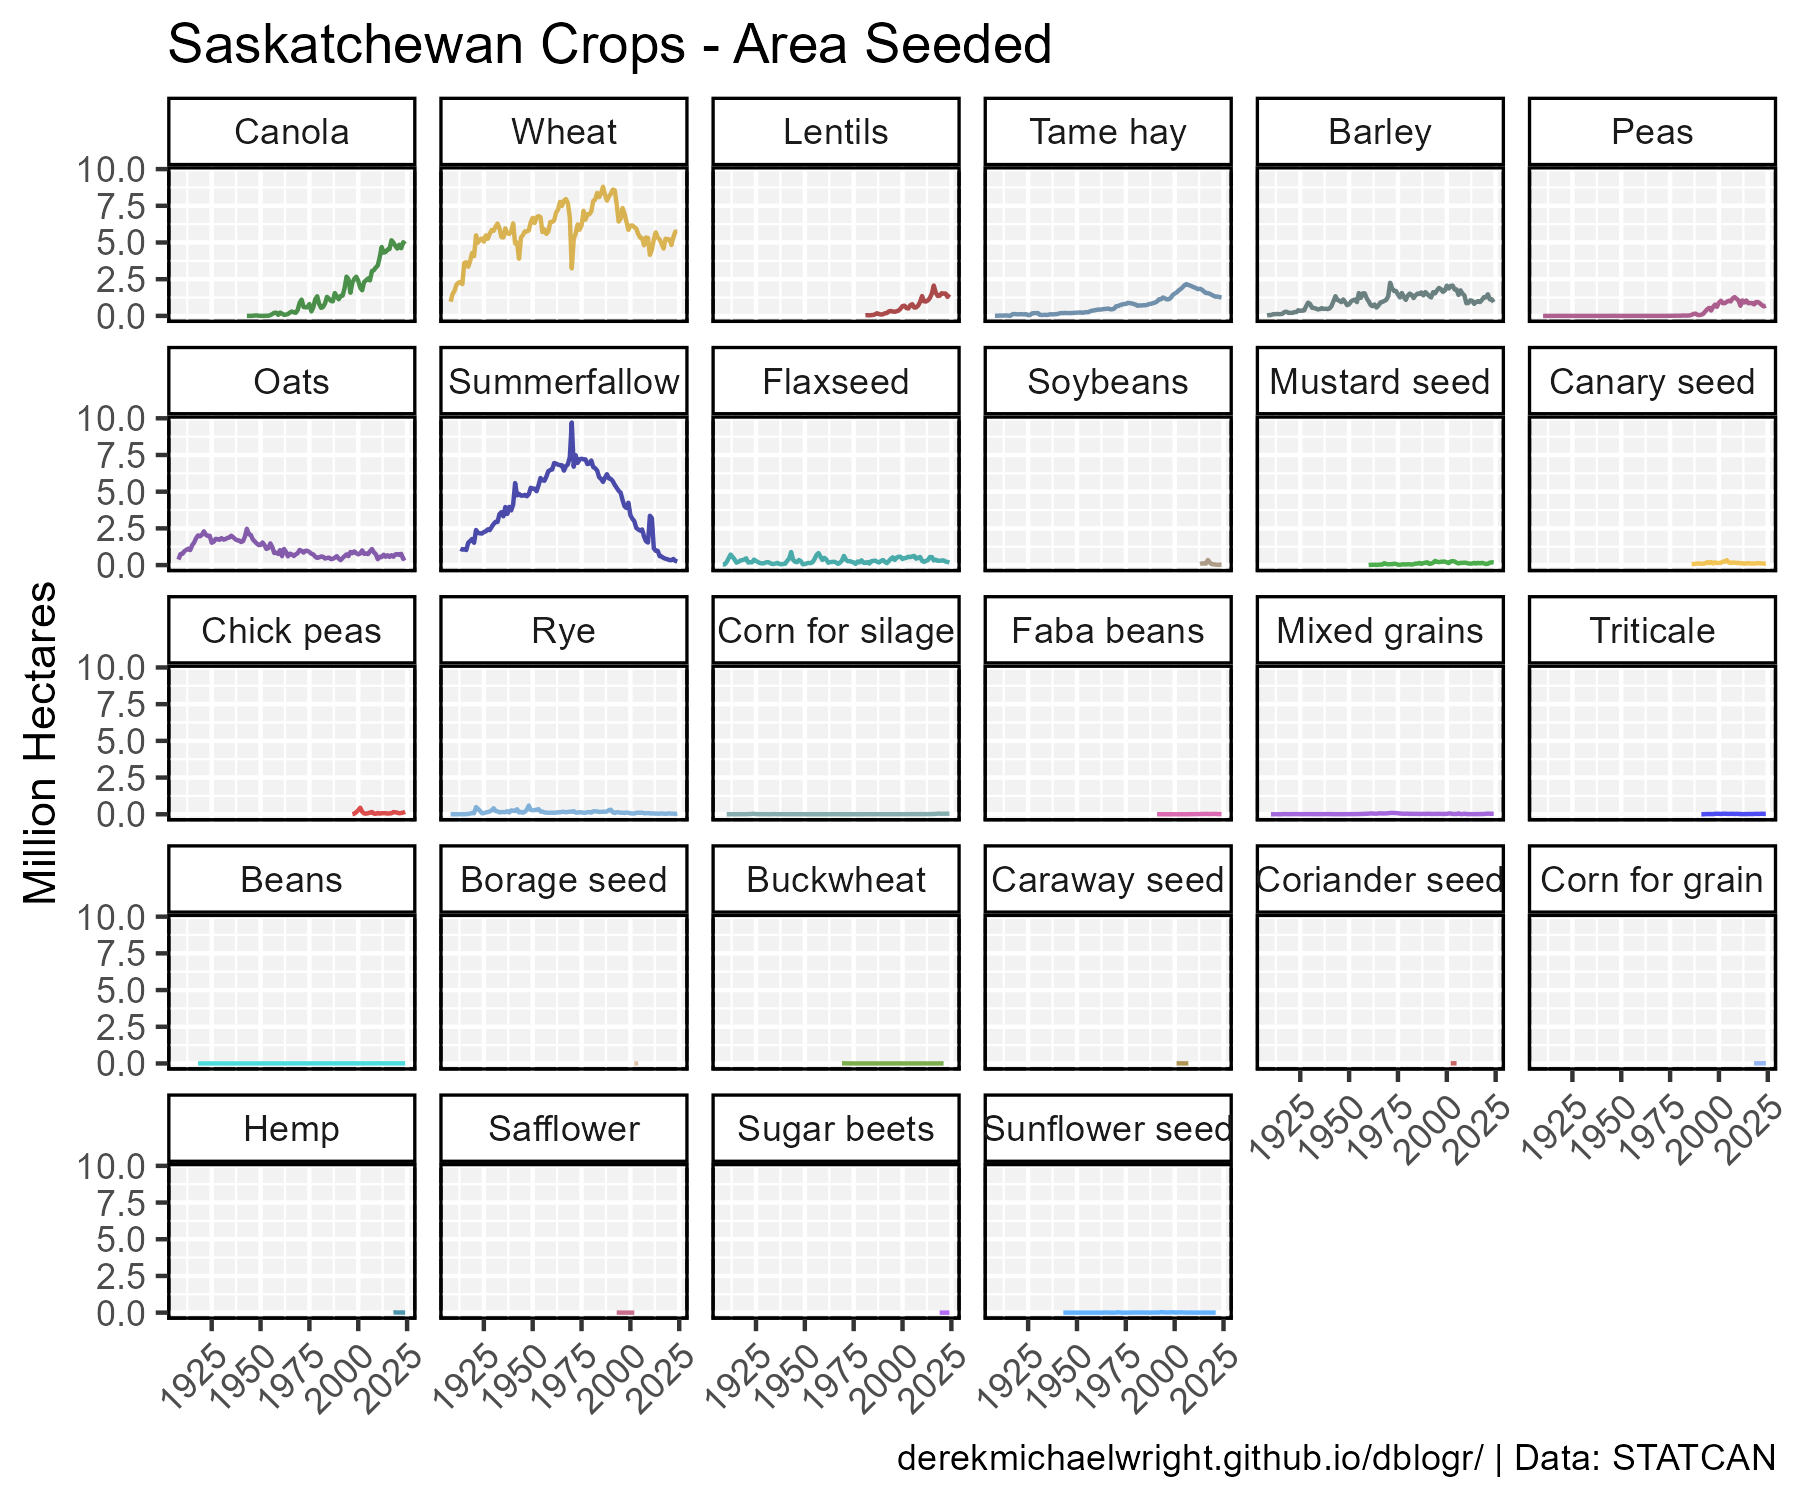 Saskatchewan Crops - Area Seeded
Million Hectares
Canola Wheat Lentils Tame hay Barley Peas
10.0
7.5
5.0
2.5
0.0
Oats Summerfallow Flaxseed Soybeans Mustard seed Canary seed
10.0
7.5
5.0
2.5
0.0
Chick peas Rye Corn for silage Faba beans Mixed grains Triticale
10.0
7.5
5.0
2.5
0.0
Beans Borage seed Buckwheat Caraway seed Coriander seed Corn for grain
10.0
7.5
5.0
2.5
0.0
1925 1950 1975 2000 2025 1925 1950 1975 2000 2025
Hemp Safflower Sugar beets Sunflower seed
10.0
7.5
5.0
2.5
0.0
1925 1950 1975 2000 2025 1925 1950 1975 2000 2025 1925 1950 1975 2000 2025 1925 1950 1975 2000 2025
derekmichaelwright.github.io/dblogr/ | Data: STATCAN